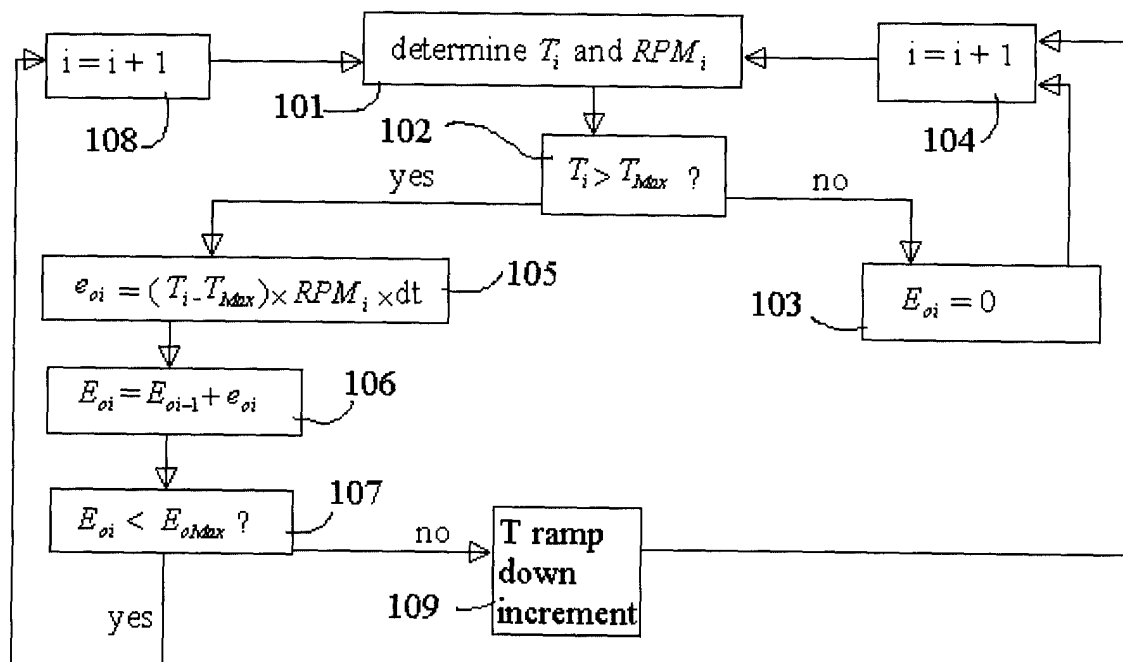 i = i + 1
determine T_i and RPM_i
i = i + 1
108
101
104
102
T_i > T_Max ?
yes
no
e_oi = (T_i - T_Max) × RPM_i × dt
105
E_oi = 0
103
E_oi = E_oi-1 + e_oi
106
E_oi < E_oMax ?
107
no
T ramp
down
increment
109
yes